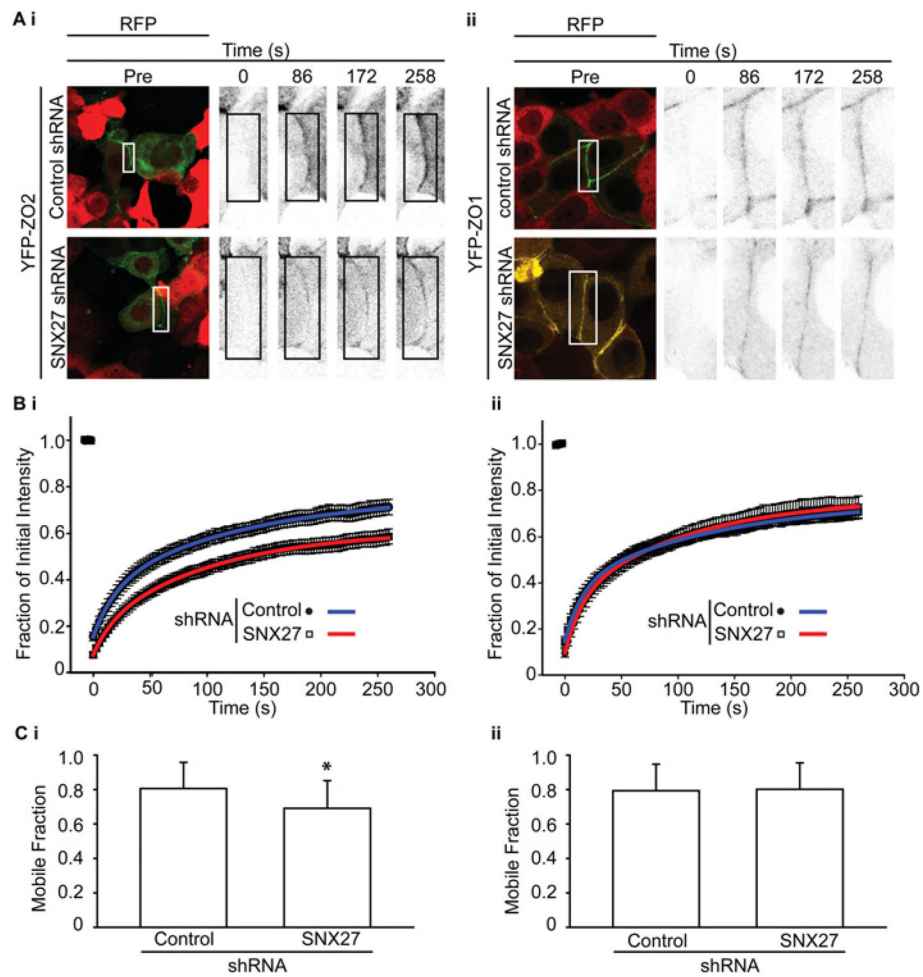 A i
RFP
Time (s)
Pre
0
86
172
258
YFP-ZO2
Control shRNA
SNX27 shRNA
ii
RFP
Time (s)
Pre
0
86
172
258
YFP-ZO1
control shRNA
SNX27 shRNA
B i
Fraction of Initial Intensity
1.0
0.8
0.6
0.4
0.2
0
shRNA
Control
SNX27
0
50
100
150
200
250
300
Time (s)
ii
Fraction of Initial Intensity
1.0
0.8
0.6
0.4
0.2
0
shRNA
Control
SNX27
0
50
100
150
200
250
300
Time (s)
C i
Mobile Fraction
1.0
0.8
0.6
0.4
0.2
0
*
Control
SNX27
shRNA
ii
Mobile Fraction
1.0
0.8
0.6
0.4
0.2
0
Control
SNX27
shRNA